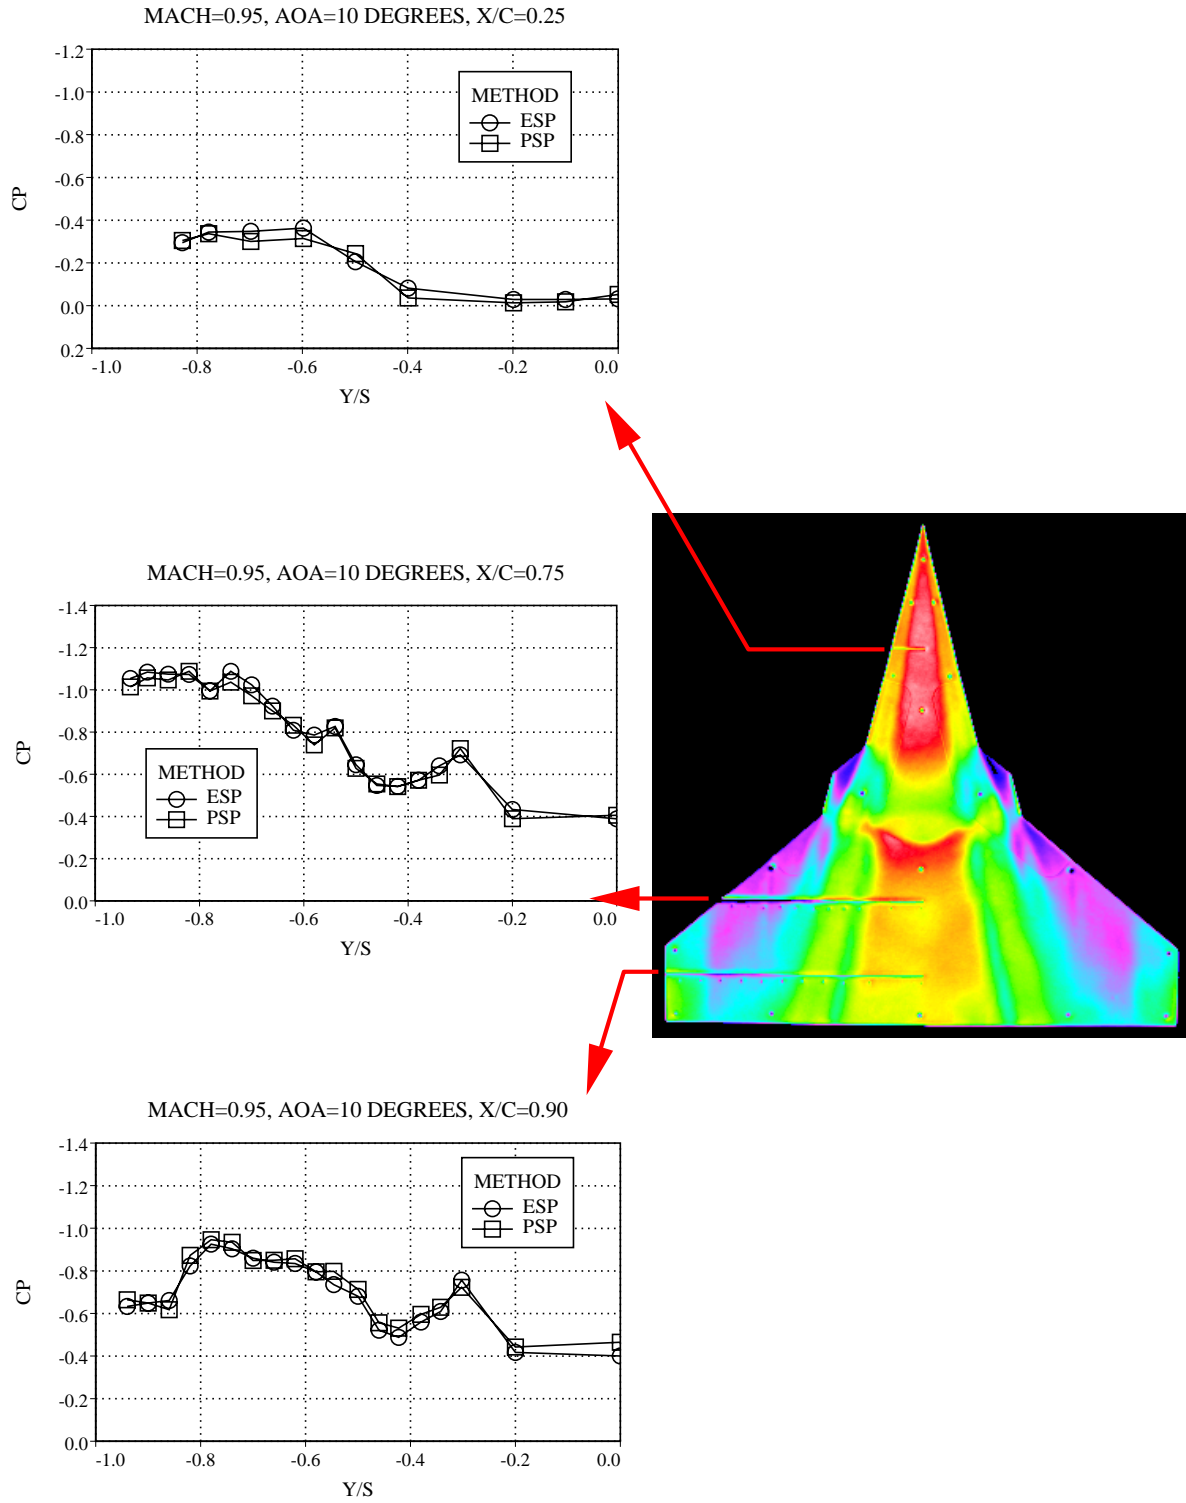 MACH=0.95, AOA=10 DEGREES, X/C=0.25
-1.2
-1.0
-0.8
-0.6
-0.4
-0.2
0.0
0.2
CP
METHOD
ESP
PSP
-1.0 -0.8 -0.6 -0.4 -0.2 0.0
Y/S
MACH=0.95, AOA=10 DEGREES, X/C=0.75
-1.4
-1.2
-1.0
-0.8
-0.6
-0.4
-0.2
0.0
CP
METHOD
ESP
PSP
-1.0 -0.8 -0.6 -0.4 -0.2 0.0
Y/S
MACH=0.95, AOA=10 DEGREES, X/C=0.90
-1.4
-1.2
-1.0
-0.8
-0.6
-0.4
-0.2
0.0
CP
METHOD
ESP
PSP
-1.0 -0.8 -0.6 -0.4 -0.2 0.0
Y/S